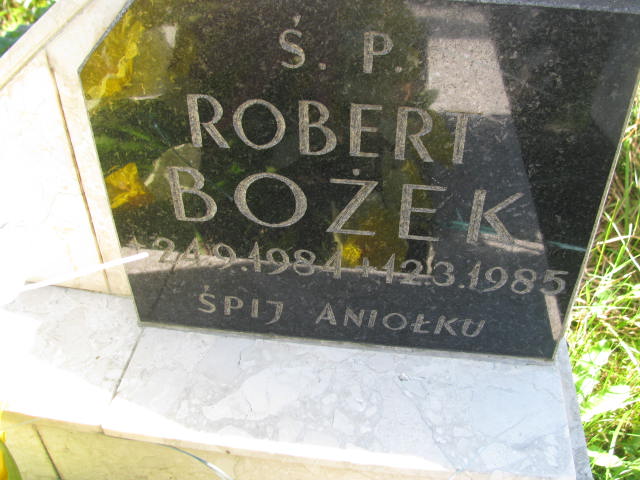 Ś. P.
ROBERT
BOŻEK
* 24.9.1984 + 12.3.1985
ŚPIJ ANIOŁKU